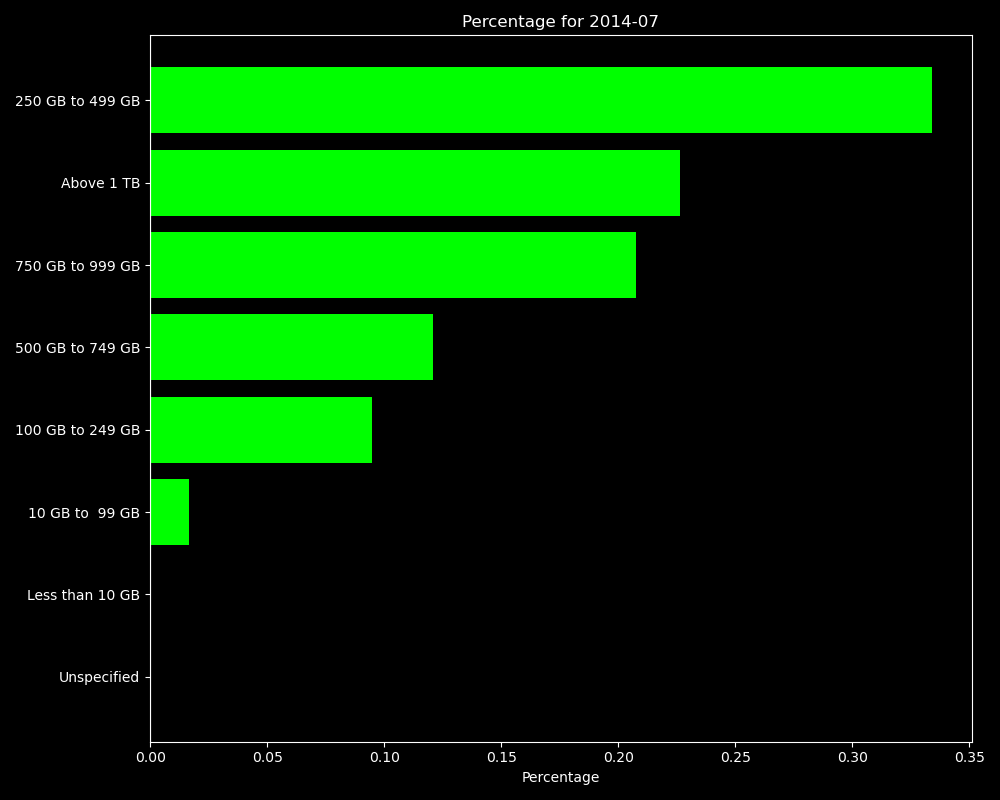 Percentage for 2014-07
250 GB to 499 GB
Above 1 TB
750 GB to 999 GB
500 GB to 749 GB
100 GB to 249 GB
10 GB to  99 GB
Less than 10 GB
Unspecified
0.00 0.05 0.10 0.15 0.20 0.25 0.30 0.35
Percentage